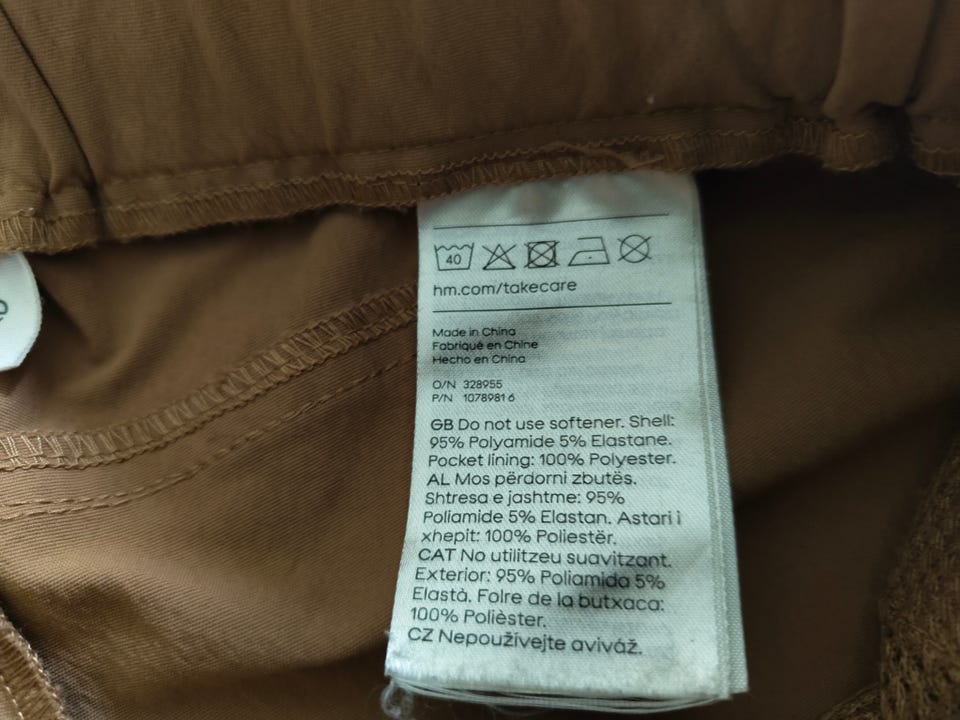 40
hm.com/takecare
Made in China
Fabriqué en Chine
Hecho en China
O/N 328955
P/N 1078981 6
GB Do not use softener. Shell:
95% Polyamide 5% Elastane.
Pocket lining: 100% Polyester.
AL Mos përdorni zbutës.
Shtresa e jashtme: 95%
Poliamide 5% Elastan. Astari i
xhepit: 100% Poliestër.
CAT No utilitzeu suavitzant.
Exterior: 95% Poliamida 5%
Elastà. Folre de la butxaca:
100% Polièster.
CZ Nepoužívejte aviváž.